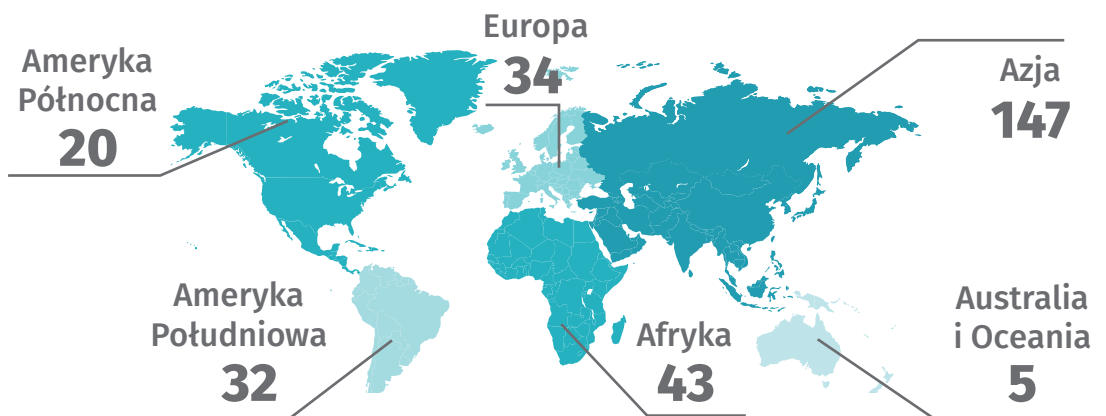 Europa
34
Ameryka
Północna
20
Azja
147
Ameryka
Południowa
32
Afryka
43
Australia
i Oceania
5